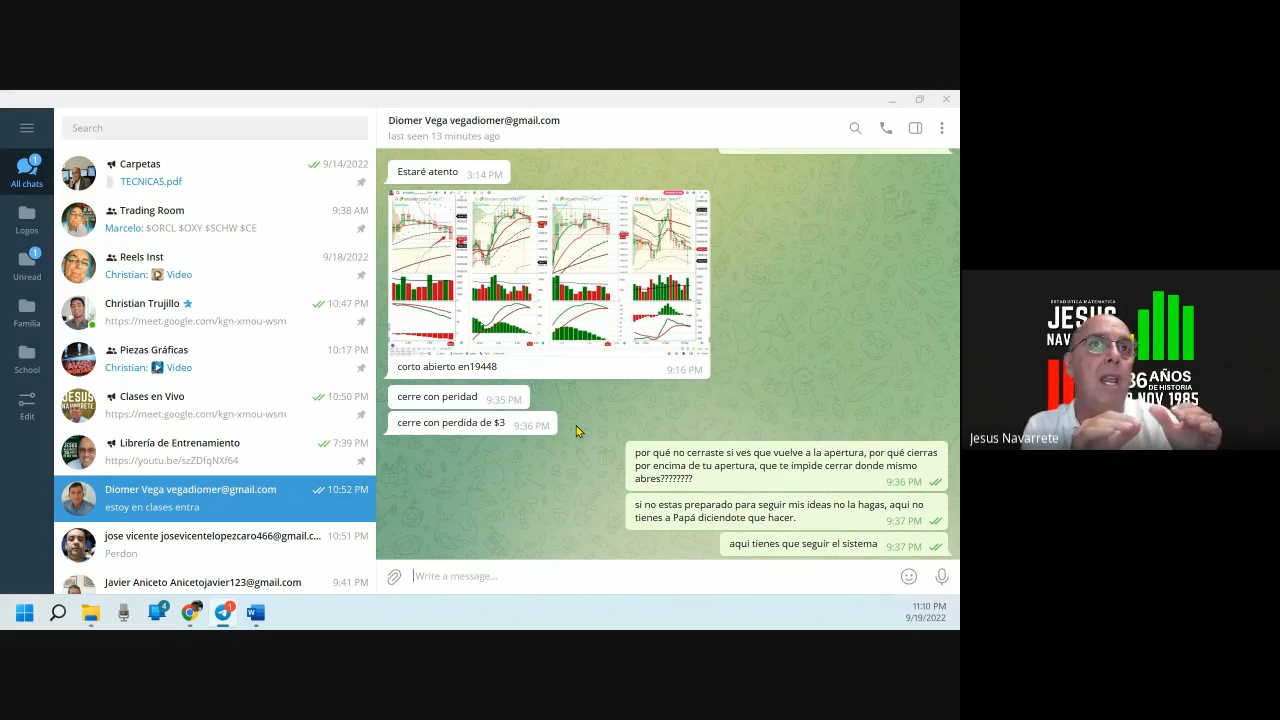 Search
Carpetas
9/14/2022
TECNICAS.pdf
Trading Room
9:38 AM
Marcelo: $ORCL $OXY $SCHW $CE
Reels Inst
9/18/2022
Christian: Video
Christian Trujillo
10:47 PM
https://meet.google.com/kgn-xmou-wsm
Piezas Gráficas
10:17 PM
Christian: Video
Clases en Vivo
10:50 PM
https://meet.google.com/kgn-xmou-wsm
Librería de Entrenamiento
7:39 PM
https://youtu.be/szZDfqNXf64
Diomer Vega vegadiomer@gmail.com
10:52 PM
estoy en clases entra
jose vicente josevicentelopezcaro466@gmail.c...
10:51 PM
Perdon
Javier Aniceto Anicetojavier123@gmail.com
9:41 PM
1
All chats
Logos
1
Unread
Familia
School
Edit
Diomer Vega vegadiomer@gmail.com
last seen 13 minutes ago
Estaré atento
3:14 PM
corto abierto en19448
9:16 PM
cerre con peridad
9:35 PM
cerre con perdida de $3
9:36 PM
por qué no cerraste si ves que vuelve a la apertura, por qué cierras
por encima de tu apertura, que te impide cerrar donde mismo
abres????????
9:36 PM
si no estas preparado para seguir mis ideas no la hagas, aqui no
tienes a Papá diciendote que hacer.
9:37 PM
aqui tienes que seguir el sistema
9:37 PM
Write a message...
4
1
11:10 PM
9/19/2022
ESTADISTICA MATEMATICA
JESUS
36 AÑOS
DE HISTORIA
NOV 1985
Jesus Navarrete